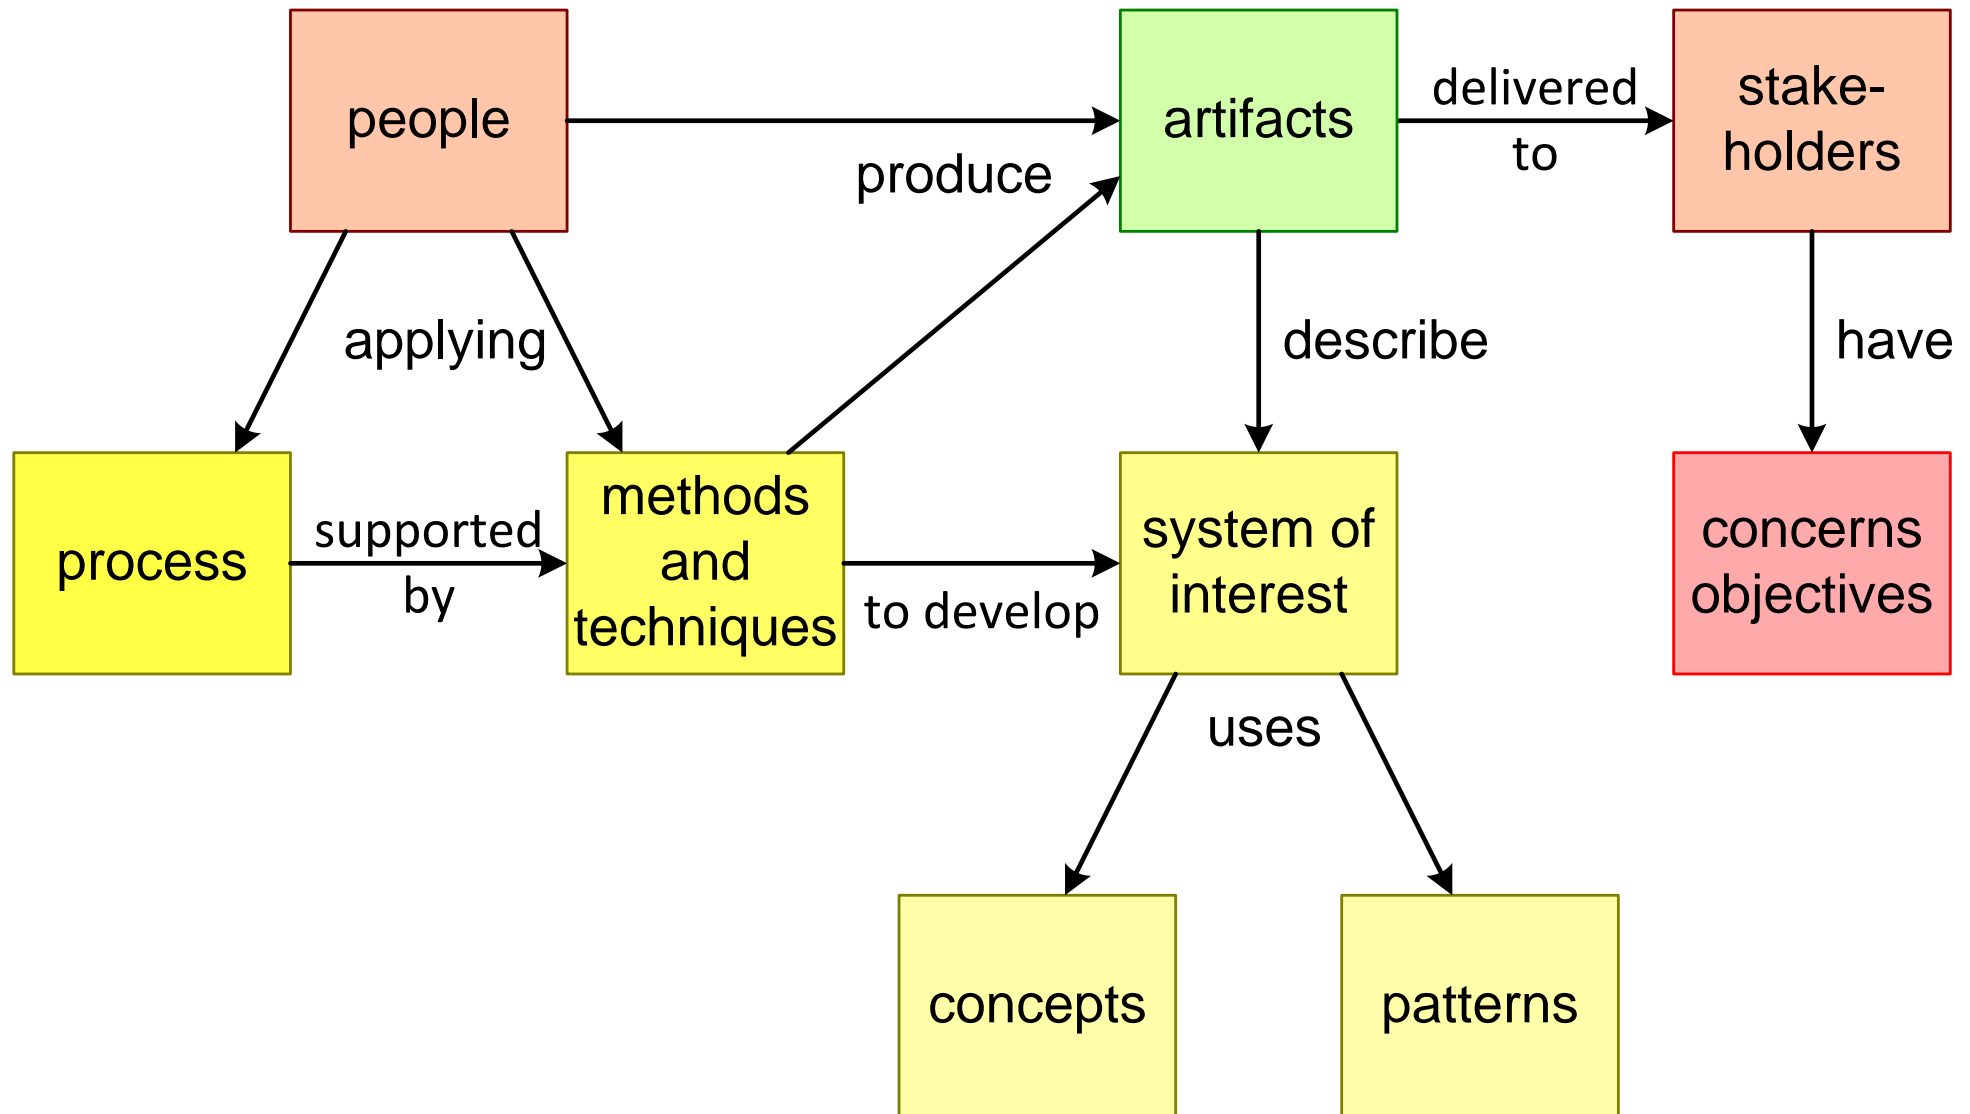 people
artifacts
delivered
to
stake-
holders
produce
applying
describe
have
process
supported
by
methods
and
techniques
to develop
system of
interest
concerns
objectives
uses
concepts
patterns